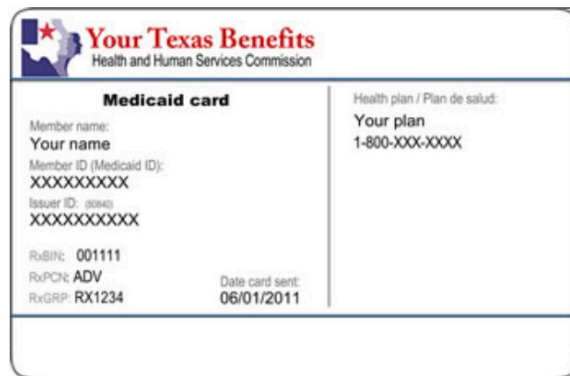 Your Texas Benefits
Health and Human Services Commission
Medicaid card
Member name:
Your name
Member ID (Medicaid ID):
XXXXXXXXX
Issuer ID: (80840)
XXXXXXXXXX
RxBIN: 001111
RxPCN: ADV
RxGRP: RX1234
Date card sent:
06/01/2011
Health plan / Plan de salud:
Your plan
1-800-XXX-XXXX